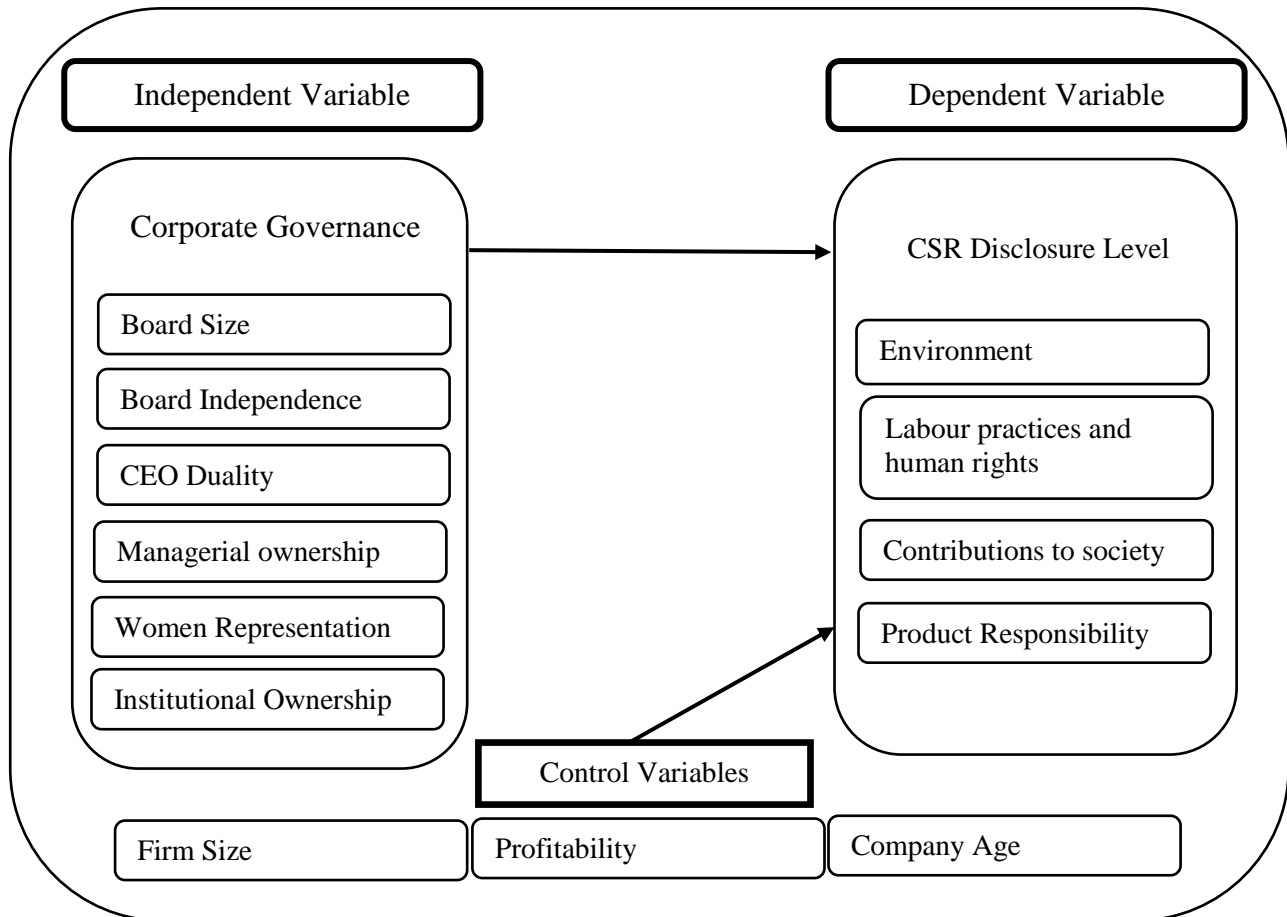 Independent Variable
Dependent Variable
Corporate Governance
Board Size
Board Independence
CEO Duality
Managerial ownership
Women Representation
Institutional Ownership
CSR Disclosure Level
Environment
Labour practices and
human rights
Contributions to society
Product Responsibility
Control Variables
Firm Size
Profitability
Company Age